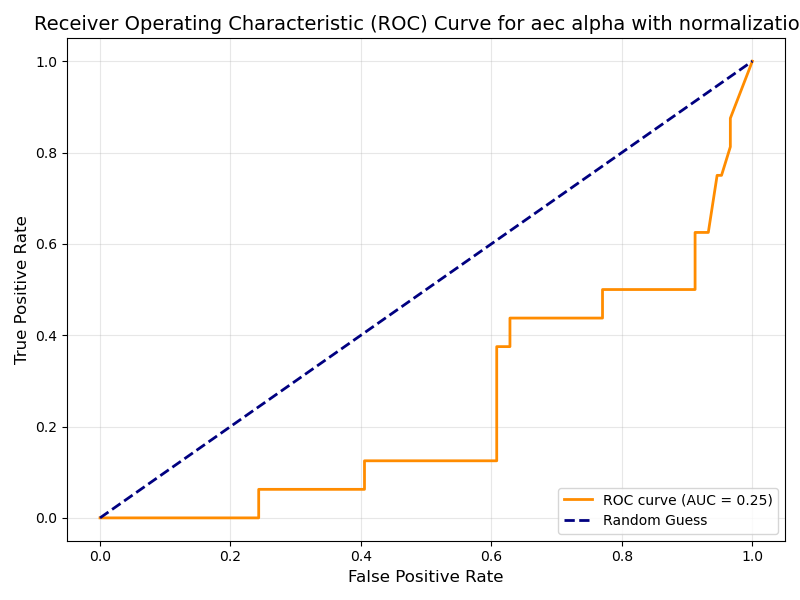 Receiver Operating Characteristic (ROC) Curve for aec alpha with normalizatio
True Positive Rate
1.0
0.8
0.6
0.4
0.2
0.0
0.0 0.2 0.4 0.6 0.8 1.0
False Positive Rate
ROC curve (AUC = 0.25)
Random Guess